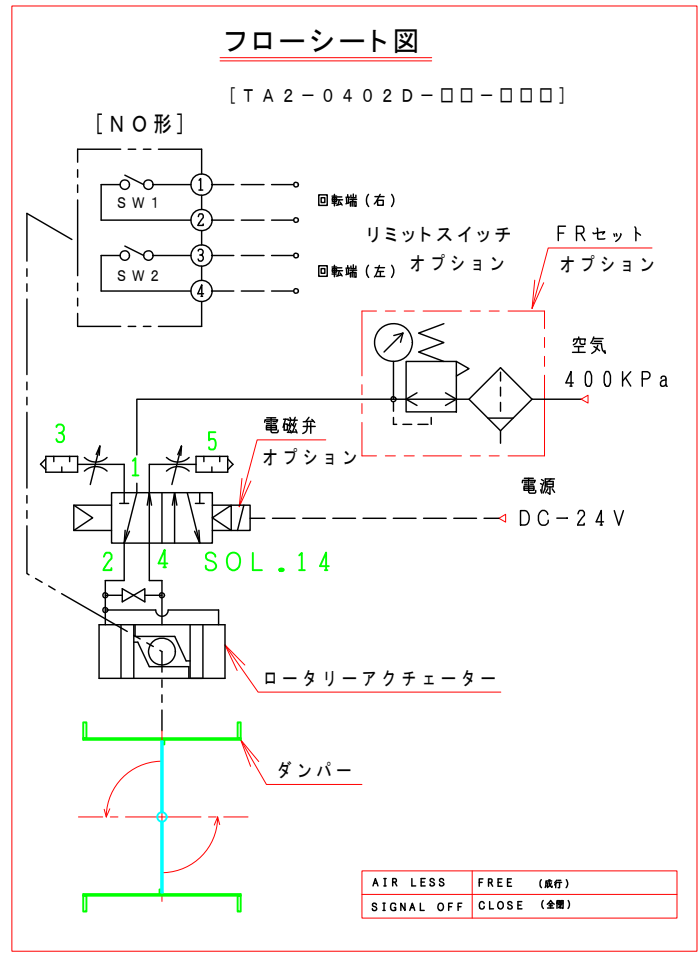 フローシート図
[TA2-0402D-□□-□□□]
[NO形]
1
SW1
2
回転端(右)
3
SW2
4
回転端(左)
リミットスイッチ
オプション
FRセット
オプション
空気
400KPa
電磁弁
オプション
3
1
5
電源
DC-24V
2
4
SOL.14
ロータリーアクチェーター
ダンパー
AIR LESS FREE (成行)
SIGNAL OFF CLOSE (全閉)